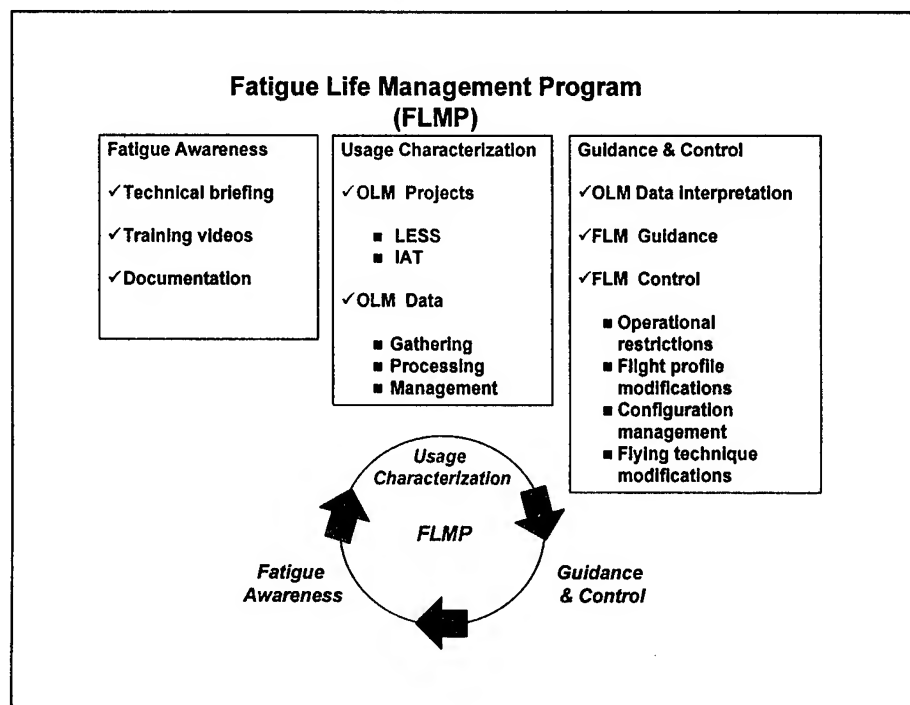 Fatigue Life Management Program
(FLMP)
Fatigue Awareness
✓Technical briefing
✓Training videos
✓Documentation
Usage Characterization
✓OLM Projects
■ LESS
■ IAT
✓OLM Data
■ Gathering
■ Processing
■ Management
Guidance & Control
✓OLM Data interpretation
✓FLM Guidance
✓FLM Control
■ Operational
restrictions
■ Flight profile
modifications
■ Configuration
management
■ Flying technique
modifications
Usage
Characterization
FLMP
Fatigue
Awareness
Guidance
& Control